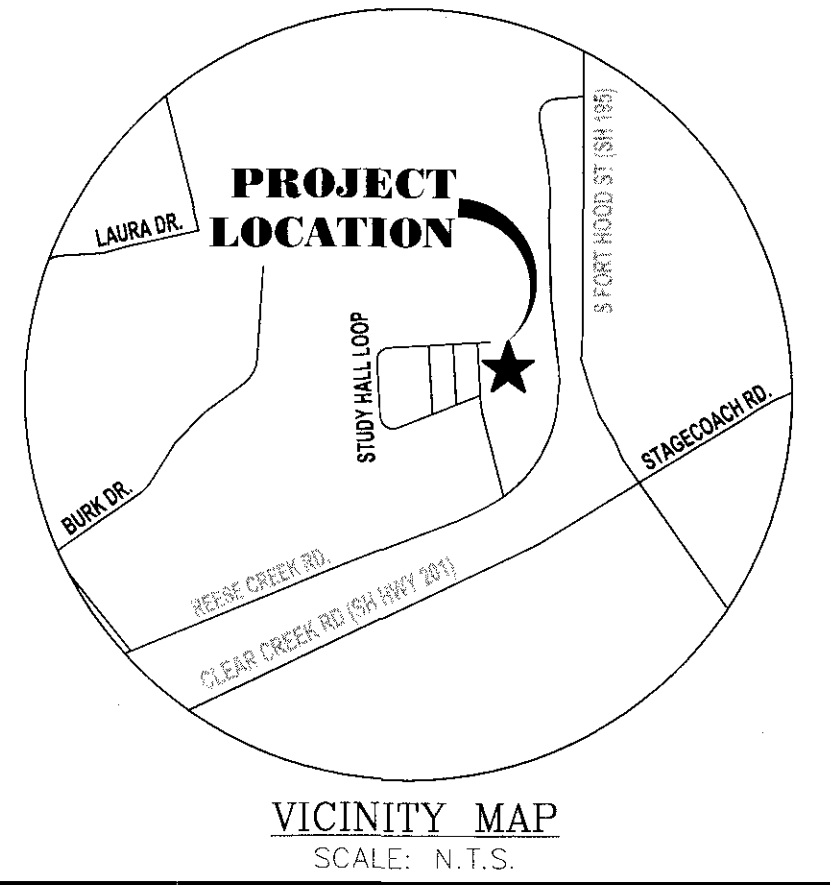 S FORT HOOD ST (SH 195)
PROJECT
LOCATION
LAURA DR.
STUDY HALL LOOP
STAGECOACH RD.
BURK DR.
REESE CREEK RD.
CLEAR CREEK RD (SH HWY 201)
VICINITY MAP
SCALE: N.T.S.